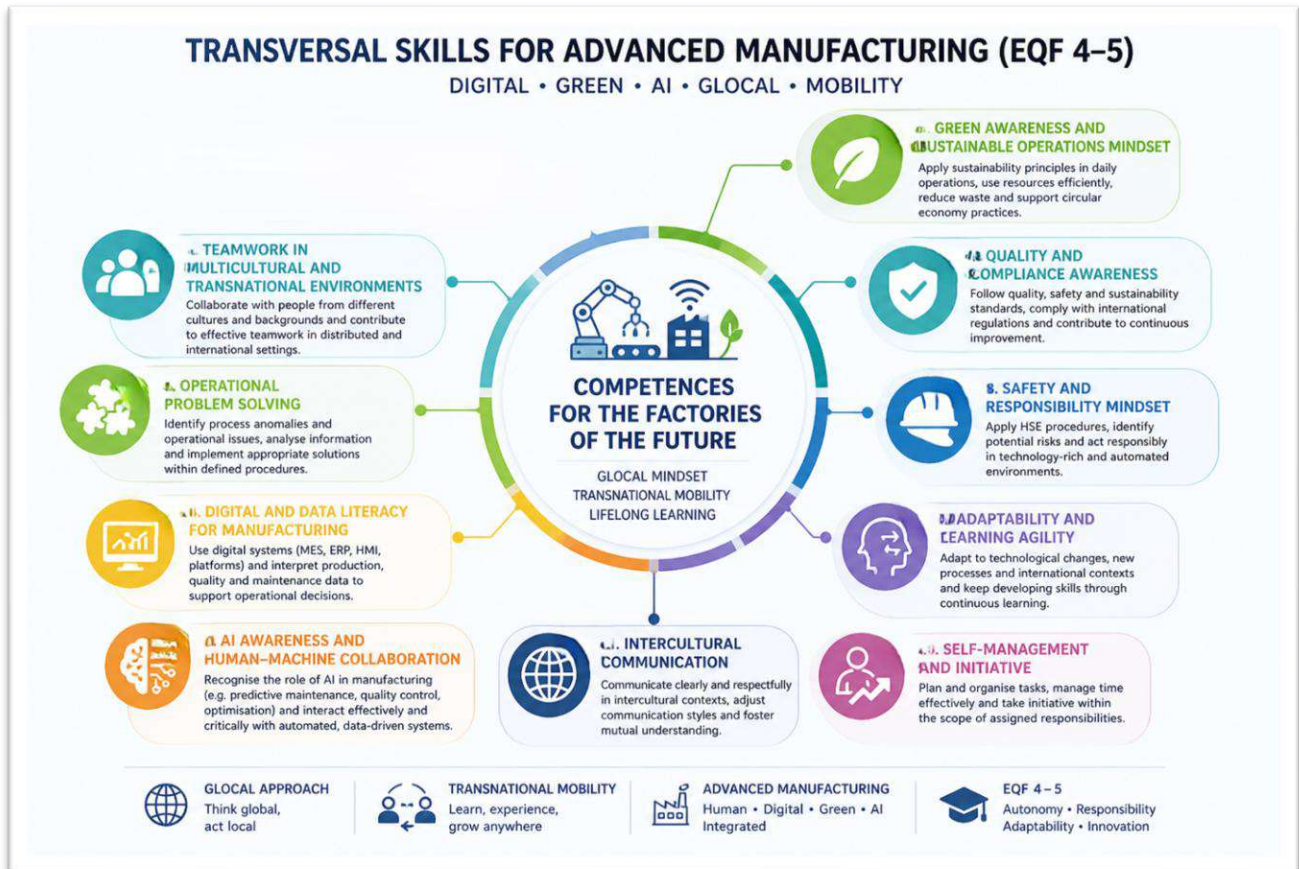 TRANSVERSAL SKILLS FOR ADVANCED MANUFACTURING (EQF 4–5)
DIGITAL • GREEN • AI • GLOCAL • MOBILITY
GREEN AWARENESS AND
SUSTAINABLE OPERATIONS MINDSET
Apply sustainability principles in daily
operations, use resources efficiently,
reduce waste and support circular
economy practices.
TEAMWORK IN
MULTICULTURAL AND
TRANSNATIONAL ENVIRONMENTS
Collaborate with people from different
cultures and backgrounds and contribute
to effective teamwork in distributed and
international settings.
QUALITY AND
COMPLIANCE AWARENESS
Follow quality, safety and sustainability
standards, comply with international
regulations and contribute to continuous
improvement.
OPERATIONAL
PROBLEM SOLVING
Identify process anomalies and
operational issues, analyse information
and implement appropriate solutions
within defined procedures.
COMPETENCES
FOR THE FACTORIES
OF THE FUTURE
GLOCAL MINDSET
TRANSNATIONAL MOBILITY
LIFELONG LEARNING
SAFETY AND
RESPONSIBILITY MINDSET
Apply HSE procedures, identify
potential risks and act responsibly
in technology-rich and automated
environments.
DIGITAL AND DATA LITERACY
FOR MANUFACTURING
Use digital systems (MES, ERP, HMI,
platforms) and interpret production,
quality and maintenance data to
support operational decisions.
ADAPTABILITY AND
LEARNING AGILITY
Adapt to technological changes, new
processes and international contexts
and keep developing skills through
continuous learning.
AI AWARENESS AND
HUMAN–MACHINE COLLABORATION
Recognise the role of AI in manufacturing
(e.g. predictive maintenance, quality control,
optimisation) and interact effectively and
critically with automated, data-driven systems.
INTERCULTURAL
COMMUNICATION
Communicate clearly and respectfully
in intercultural contexts, adjust
communication styles and foster
mutual understanding.
SELF-MANAGEMENT
AND INITIATIVE
Plan and organise tasks, manage time
effectively and take initiative within
the scope of assigned responsibilities.
GLOCAL APPROACH
Think global,
act local
TRANSNATIONAL MOBILITY
Learn, experience,
grow anywhere
ADVANCED MANUFACTURING
Human • Digital • Green • AI
Integrated
EQF 4 – 5
Autonomy • Responsibility
Adaptability • Innovation